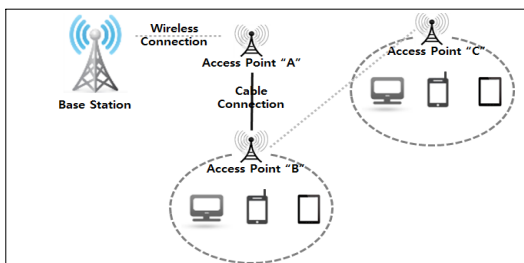 Wireless
Connection
Base Station
Access Point “A”
Access Point “C”
Cable
Connection
Access Point “B”